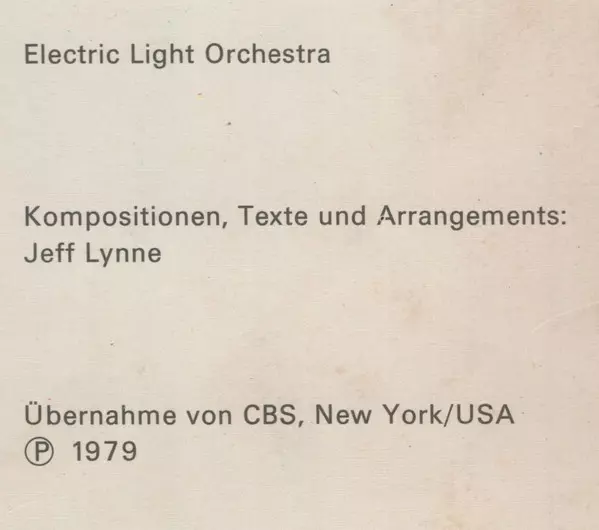 Electric Light Orchestra
Kompositionen, Texte und Arrangements:
Jeff Lynne
Übernahme von CBS, New York/USA
Ⓟ 1979